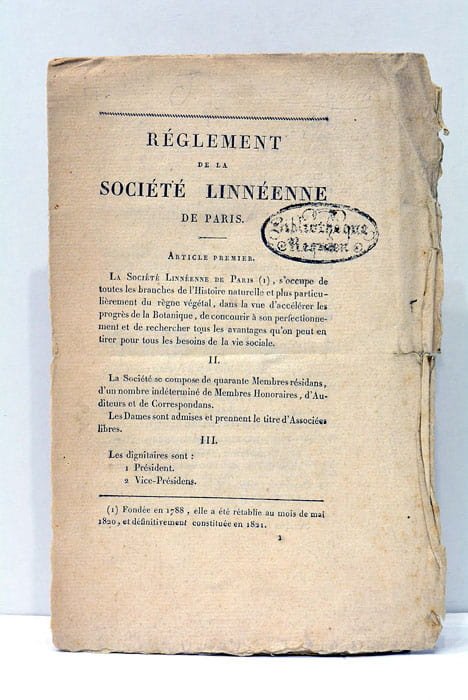 RÉGLEMENT
DE LA
SOCIÉTÉ LINNÉENNE
DE PARIS.
Bibliothèque
ARTICLE PREMIER.
LA SOCIÉTÉ LINNÉENNE DE PARIS (1), s'occupe de
toutes les branches de l'Histoire naturelle et plus particu-
lièrement du règne végétal, dans la vue d'accélérer les
progrès de la Botanique, de concourir à son perfectionne-
ment et de rechercher tous les avantages qu'on peut en
tirer pour tous les besoins de la vie sociale.
II.
La Société se compose de quarante Membres résidans,
d'un nombre indéterminé de Membres Honoraires, d'Au-
diteurs et de Correspondans.
Les Dames sont admises et prennent le titre d'Associées
libres.
III.
Les dignitaires sont :
1 Président.
2 Vice-Présidens.
(1) Fondée en 1788, elle a été rétablie au mois de mai
1820, et définitivement constituée en 1821.
1